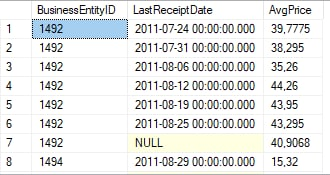 BusinessEntityID LastReceiptDate AvgPrice
1 1492 2011-07-24 00:00:00.000 39,7775
2 1492 2011-07-31 00:00:00.000 38,295
3 1492 2011-08-06 00:00:00.000 35,26
4 1492 2011-08-12 00:00:00.000 44,26
5 1492 2011-08-19 00:00:00.000 43,95
6 1492 2011-08-25 00:00:00.000 43,295
7 1492 NULL 40,9068
8 1494 2011-08-29 00:00:00.000 15,32